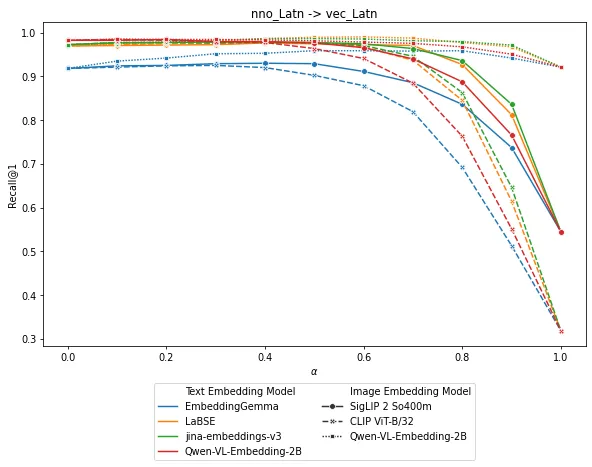 nno_Latn -> vec_Latn
1.0
0.9
0.8
0.7
0.6
0.5
0.4
0.3
Recall@1
0.0 0.2 0.4 0.6 0.8 1.0
α
Text Embedding Model Image Embedding Model
EmbeddingGemma SigLIP 2 So400m
LaBSE CLIP ViT-B/32
jina-embeddings-v3 Qwen-VL-Embedding-2B
Qwen-VL-Embedding-2B